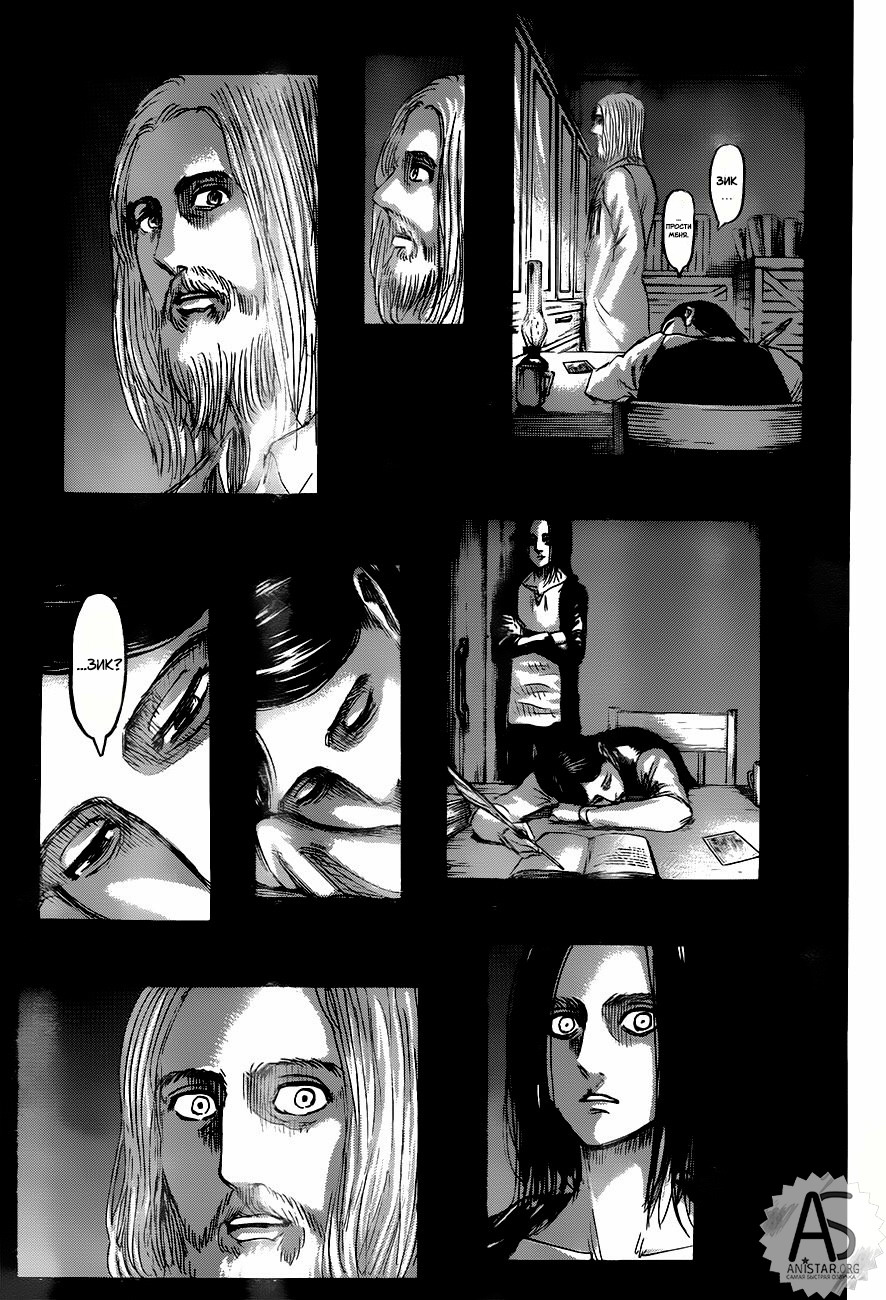 ЗИК
...
...
ПРОСТИ
МЕНЯ.
...ЗИК?
AS
ANISTAR.ORG
САМАЯ БЫСТРАЯ ОЗВУЧКА